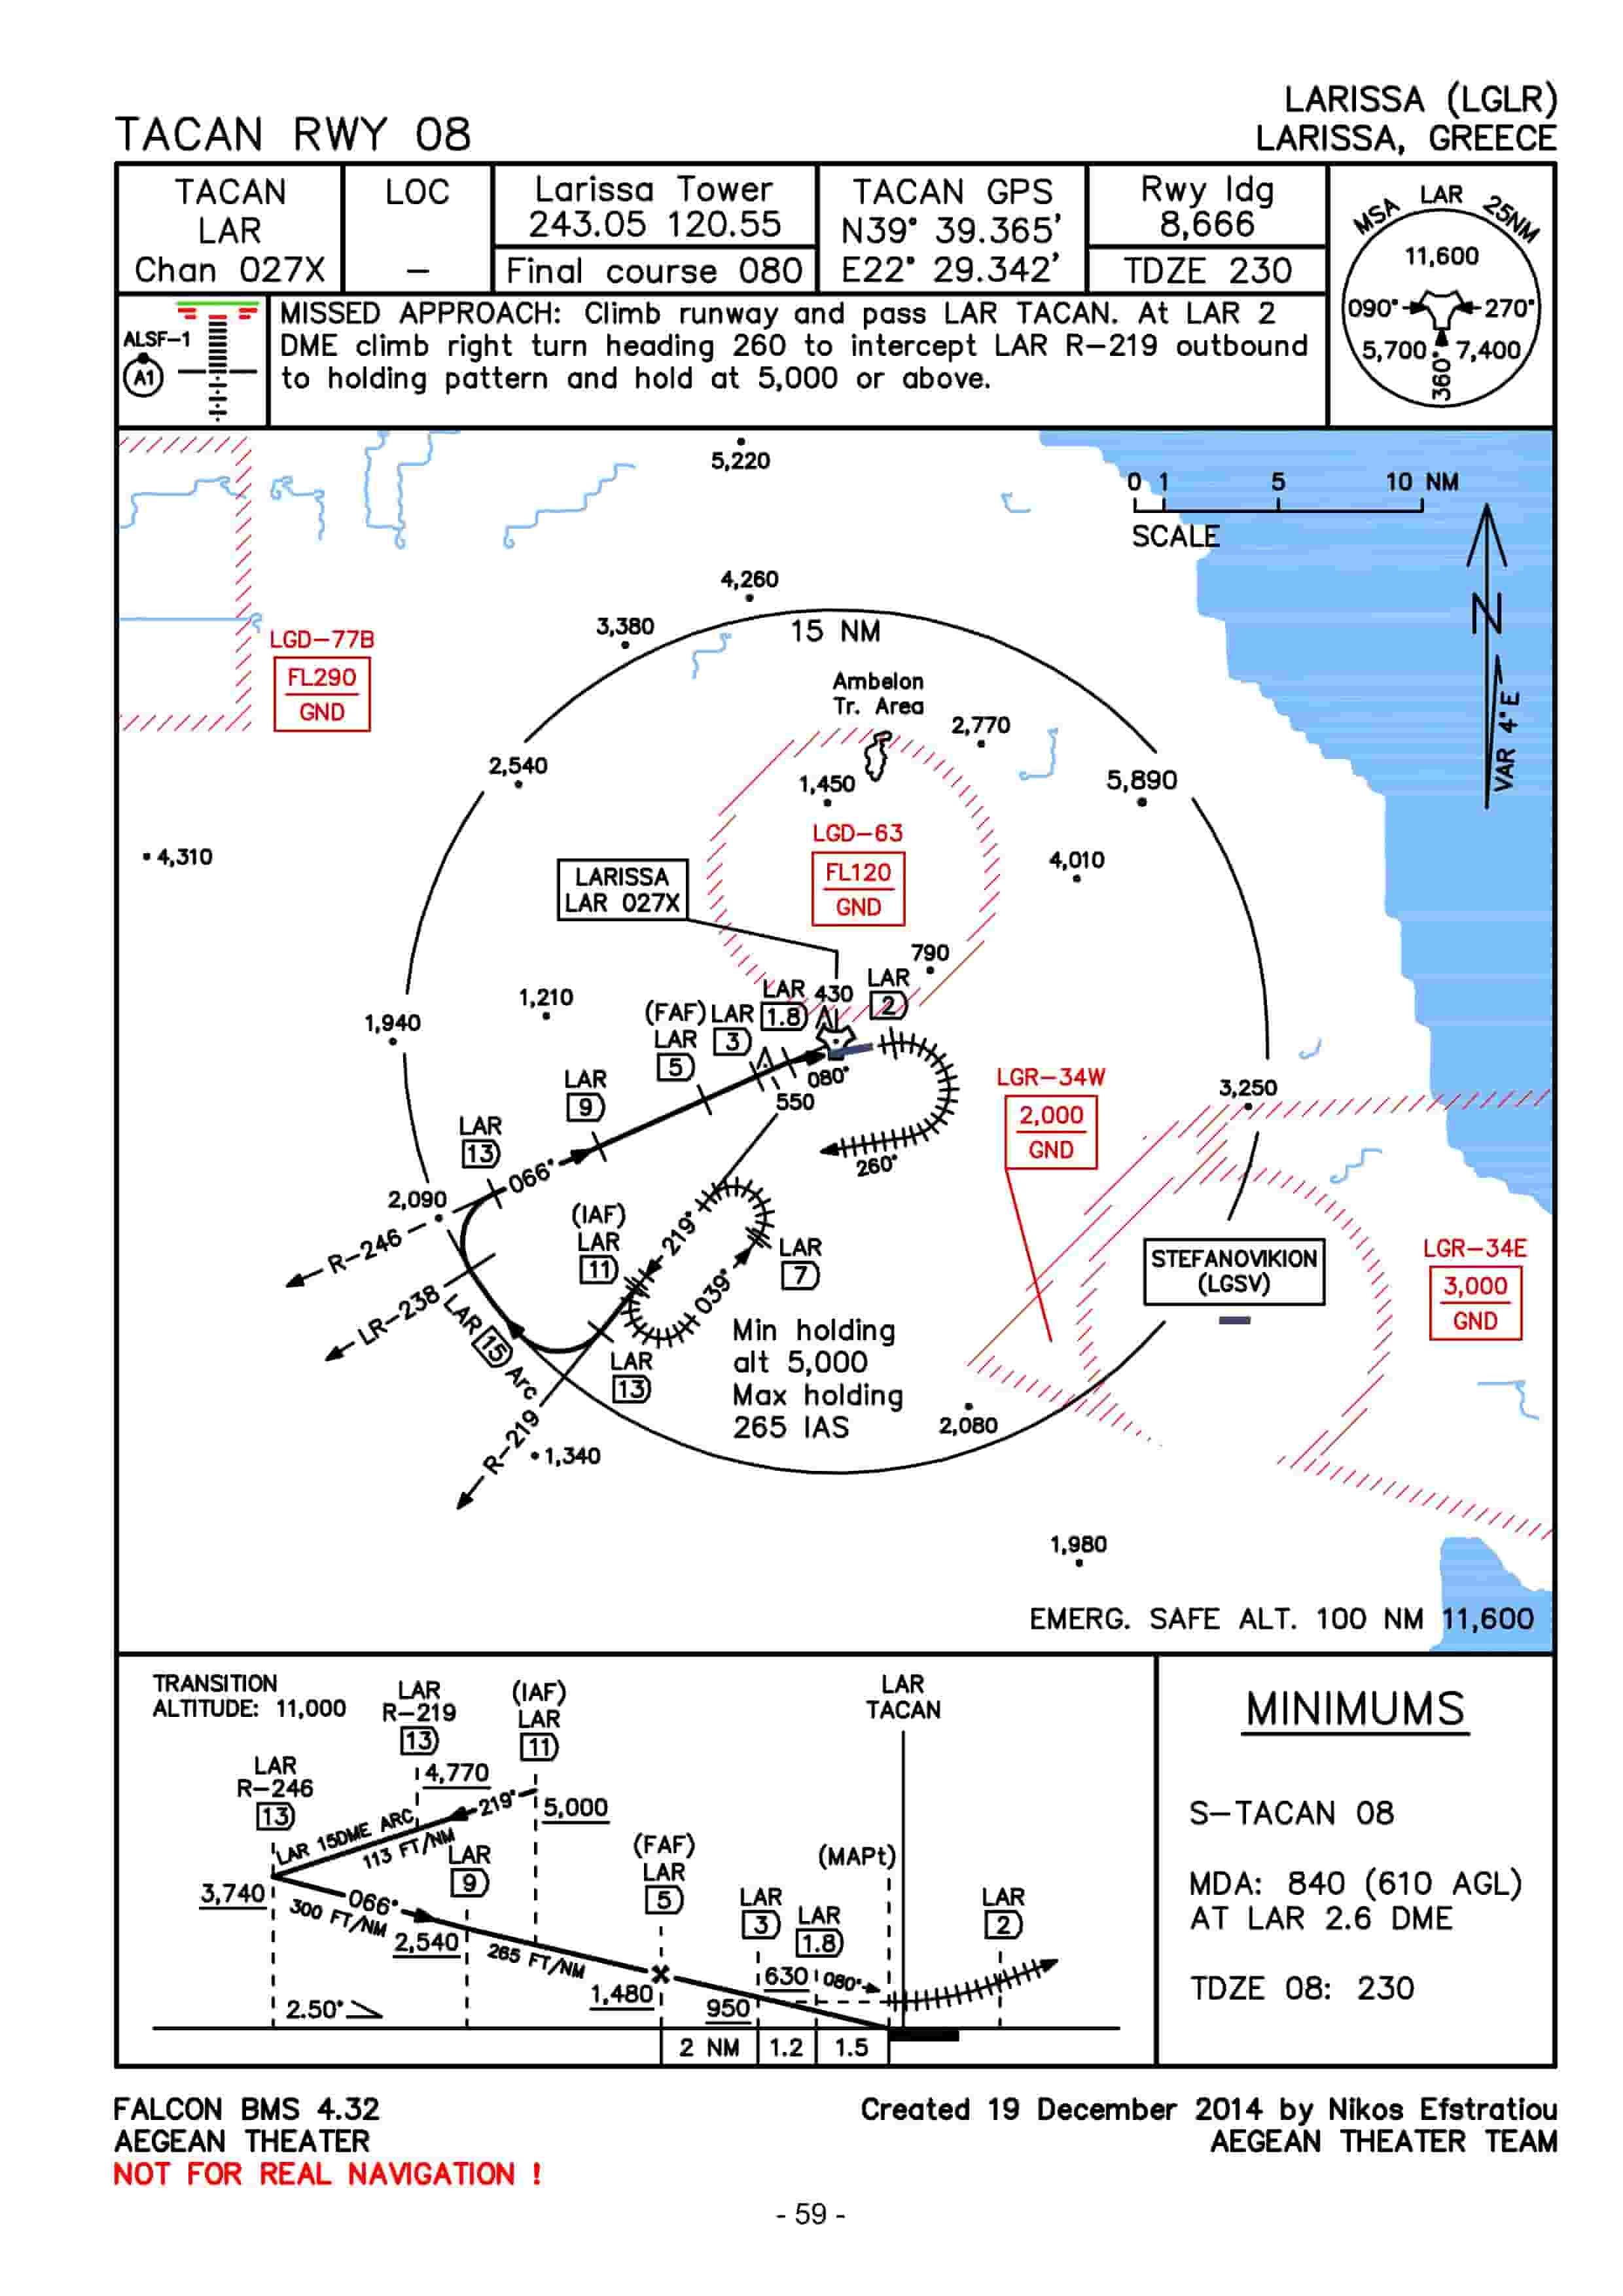 LARISSA (LGLR)
TACAN RWY 08
LARISSA, GREECE
TACAN
LAR
Chan 027X
LOC
–
Larissa Tower
243.05 120.55
Final course 080
TACAN GPS
N39° 39.365'
E22° 29.342'
Rwy ldg
8,666
TDZE 230
MSA LAR 25NM
11,600
090°
270°
5,700
7,400
360°
ALSF-1
A1
MISSED APPROACH: Climb runway and pass LAR TACAN. At LAR 2
DME climb right turn heading 260 to intercept LAR R-219 outbound
to holding pattern and hold at 5,000 or above.
5,220
0 1 5 10 NM
SCALE
N
VAR 4°E
4,260
3,380
15 NM
LGD-77B
FL290
GND
Ambelon
Tr. Area
2,770
2,540
1,450
5,890
4,310
LGD-63
FL120
GND
4,010
LARISSA
LAR 027X
790
1,210
1,940
LAR
1.8
430
LAR
2
(FAF)
LAR
5
LAR
3
080°
550
LAR
9
LGR-34W
2,000
GND
3,250
LAR
13
066°
260°
2,090
R-246
(IAF)
LAR
11
219°
039°
LAR
7
LR-238
LAR 15 Arc
LAR
13
R-219
Min holding
alt 5,000
Max holding
265 IAS
STEFANOVIKION
(LGSV)
LGR-34E
3,000
GND
2,080
1,340
1,980
EMERG. SAFE ALT. 100 NM 11,600
TRANSITION
ALTITUDE: 11,000
LAR
R-246
13
LAR
R-219
13
(IAF)
LAR
11
4,770
219°
5,000
LAR 15DME ARC
113 FT/NM
LAR
9
3,740
066°
300 FT/NM
2,540
265 FT/NM
(FAF)
LAR
5
1,480
LAR
3
950
LAR
1.8
630
080°
(MAPt)
LAR
TACAN
LAR
2
2.50°
2 NM
1.2
1.5
MINIMUMS
S-TACAN 08
MDA: 840 (610 AGL)
AT LAR 2.6 DME
TDZE 08: 230
FALCON BMS 4.32
AEGEAN THEATER
NOT FOR REAL NAVIGATION !
Created 19 December 2014 by Nikos Efstratiou
AEGEAN THEATER TEAM
- 59 -